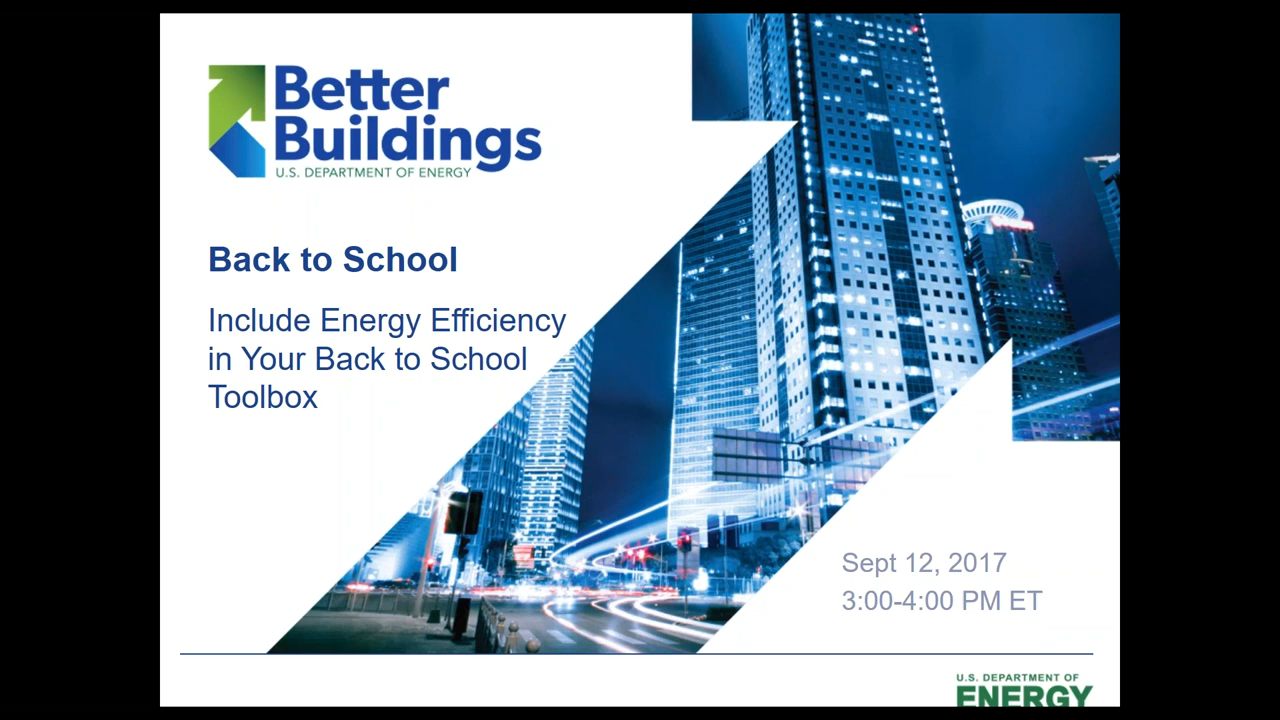 Better
Buildings
U.S. DEPARTMENT OF ENERGY
Back to School
Include Energy Efficiency
in Your Back to School
Toolbox
Sept 12, 2017
3:00-4:00 PM ET
U.S. DEPARTMENT OF
ENERGY